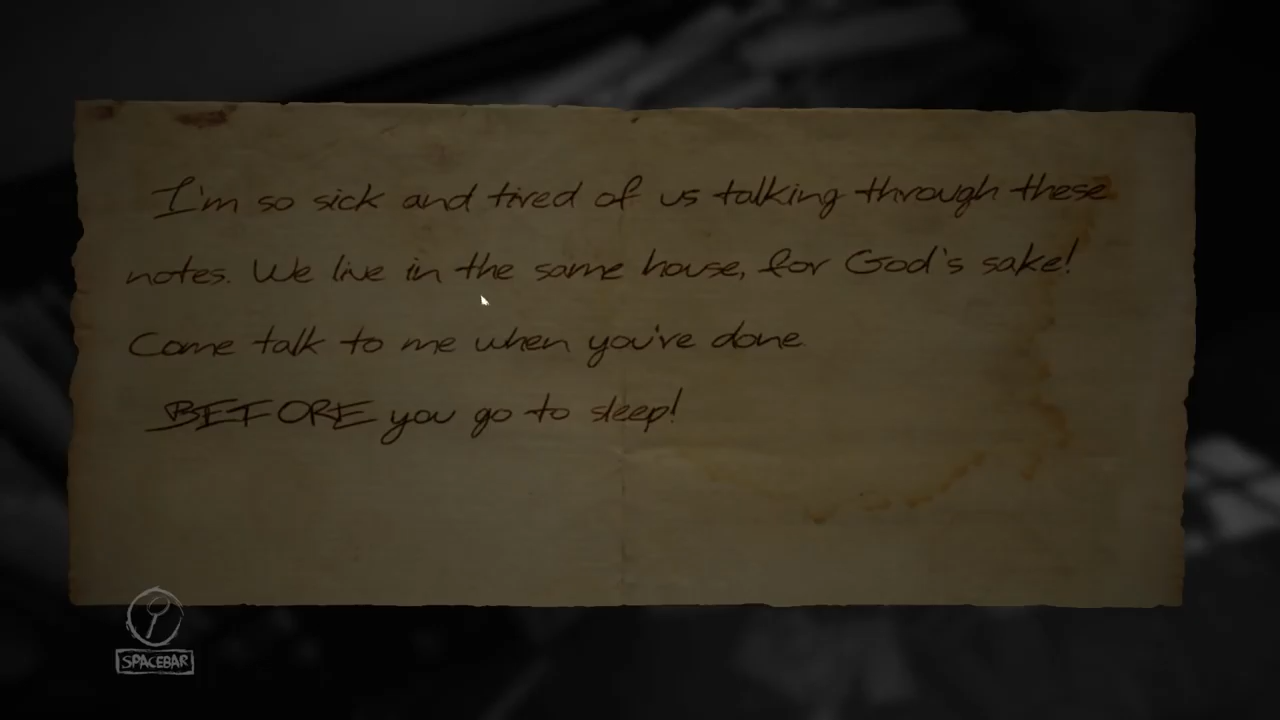 I'm so sick and tired of us talking through these
notes. We live in the same house, for God's sake!
Come talk to me when you've done.
BEFORE you go to sleep!
SPACEBAR